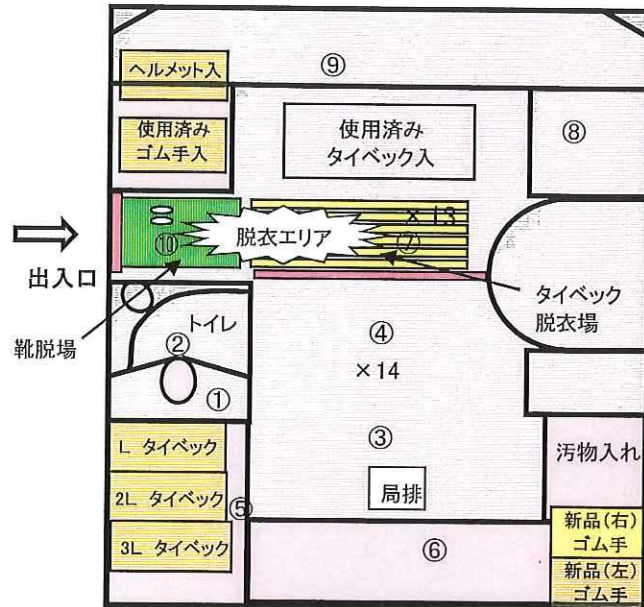 ヘルメット入
⑨
使用済み
ゴム手入
使用済み
タイベック入
⑧
×13
脱衣エリア
⑩
⑦
出入口
靴脱場
タイベック
脱衣場
トイレ
②
①
④
×14
③
局排
L タイベック
2L タイベック
3L タイベック
⑤
⑥
汚物入れ
新品(右)
ゴム手
新品(左)
ゴム手